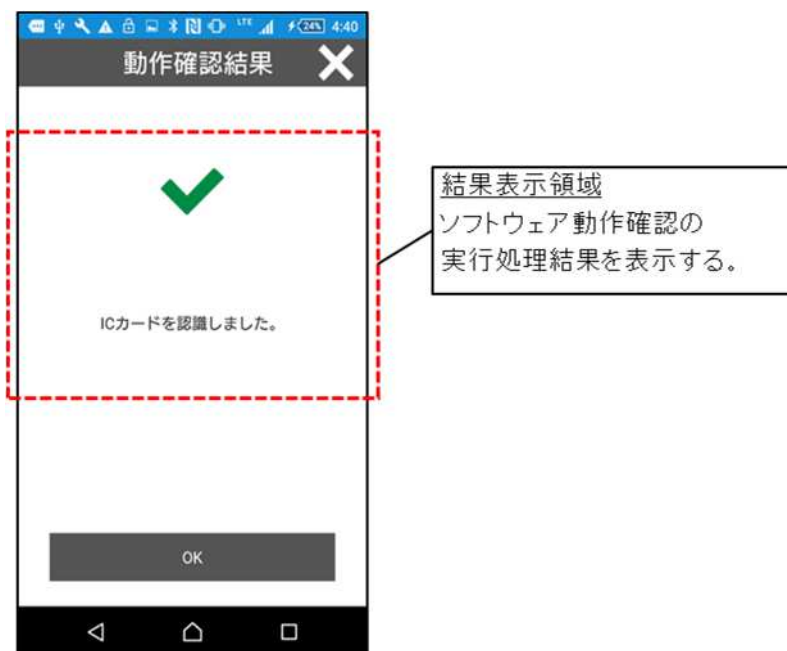 LTE 24% 4:40
動作確認結果
ICカードを認識しました。
OK
結果表示領域
ソフトウェア動作確認の
実行処理結果を表示する。